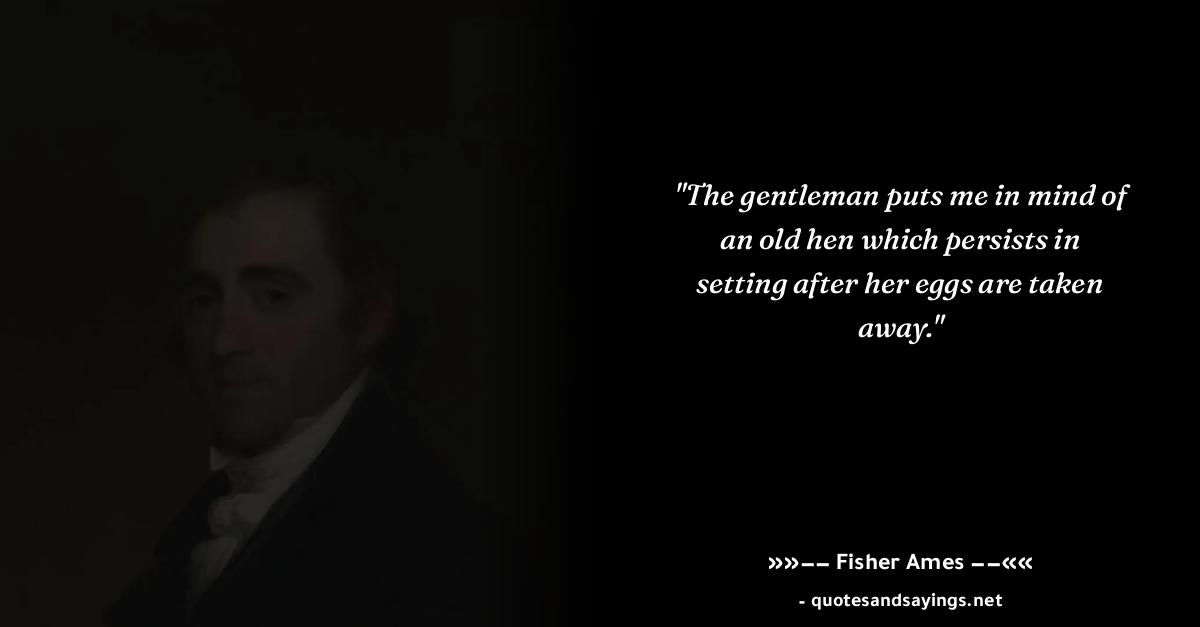 "The gentleman puts me in mind of
an old hen which persists in
setting after her eggs are taken
away."
»»–– Fisher Ames ––««
- quotesandsayings.net